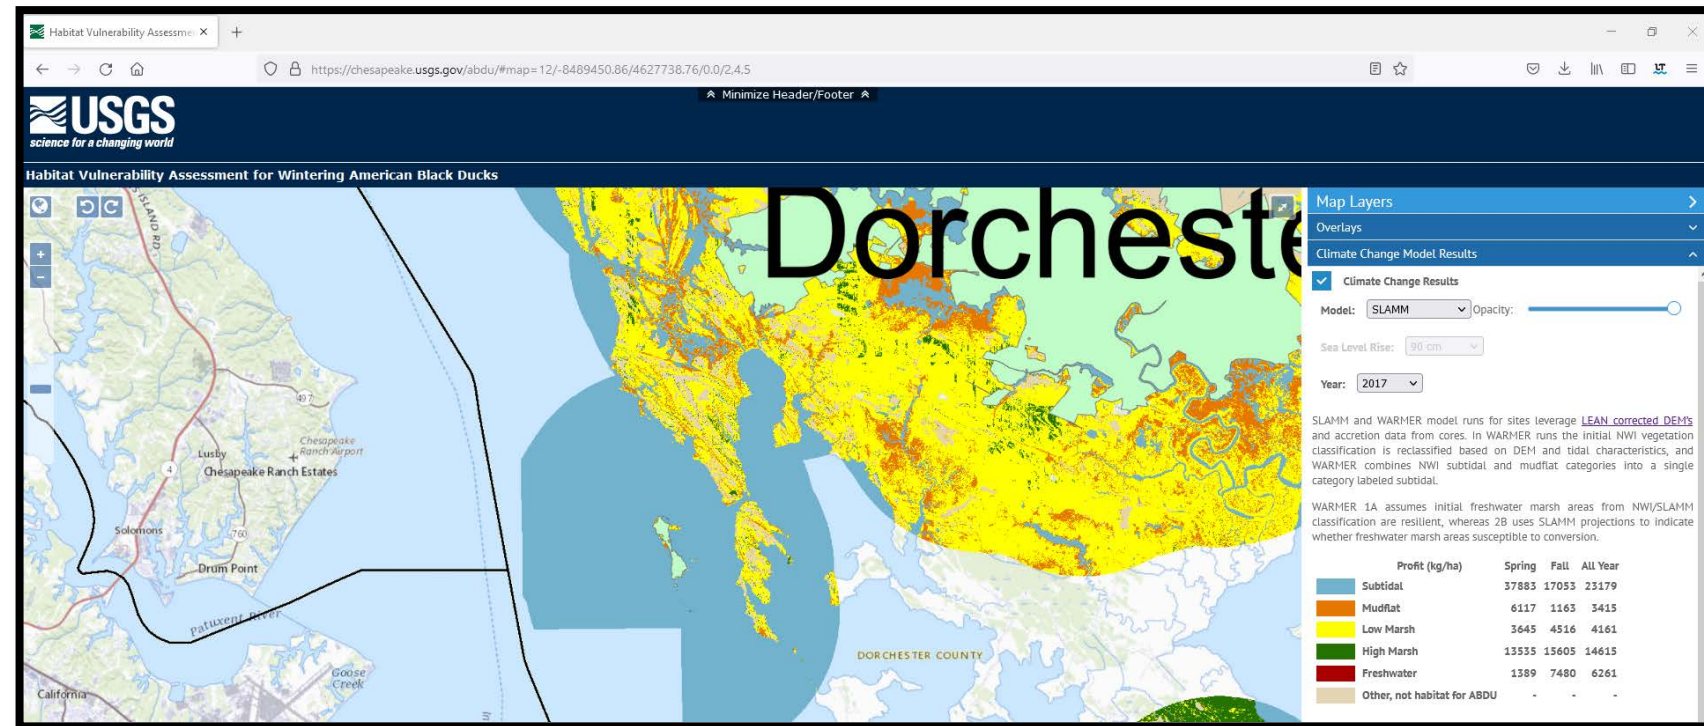 Habitat Vulnerability Assessme
https://chesapeake.usgs.gov/abdu/#map=12/-8489450.86/4627738.76/0.0/2,4,5
Minimize Header/Footer
USGS
science for a changing world
Habitat Vulnerability Assessment for Wintering American Black Ducks
ISLAND RD
Dorcheste
497
Chesapeake
Ranch Airport
Lusby
4
Chesapeake Ranch Estates
Solomons
760
Drum Point
Patuxent River
Goose
Creek
California
DORCHESTER COUNTY
Map Layers
Overlays
Climate Change Model Results
Climate Change Results
Model: SLAMM Opacity:
Sea Level Rise: 90 cm
Year: 2017
SLAMM and WARMER model runs for sites leverage LEAN corrected DEM's
and accretion data from cores. In WARMER runs the initial NWI vegetation
classification is reclassified based on DEM and tidal characteristics, and
WARMER combines NWI subtidal and mudflat categories into a single
category labeled subtidal.
WARMER 1A assumes initial freshwater marsh areas from NWI/SLAMM
classification are resilient, whereas 2B uses SLAMM projections to indicate
whether freshwater marsh areas susceptible to conversion.
Profit (kg/ha) Spring Fall All Year
Subtidal 37883 17053 23179
Mudflat 6117 1163 3415
Low Marsh 3645 4516 4161
High Marsh 13535 15605 14615
Freshwater 1389 7480 6261
Other, not habitat for ABDU - - -